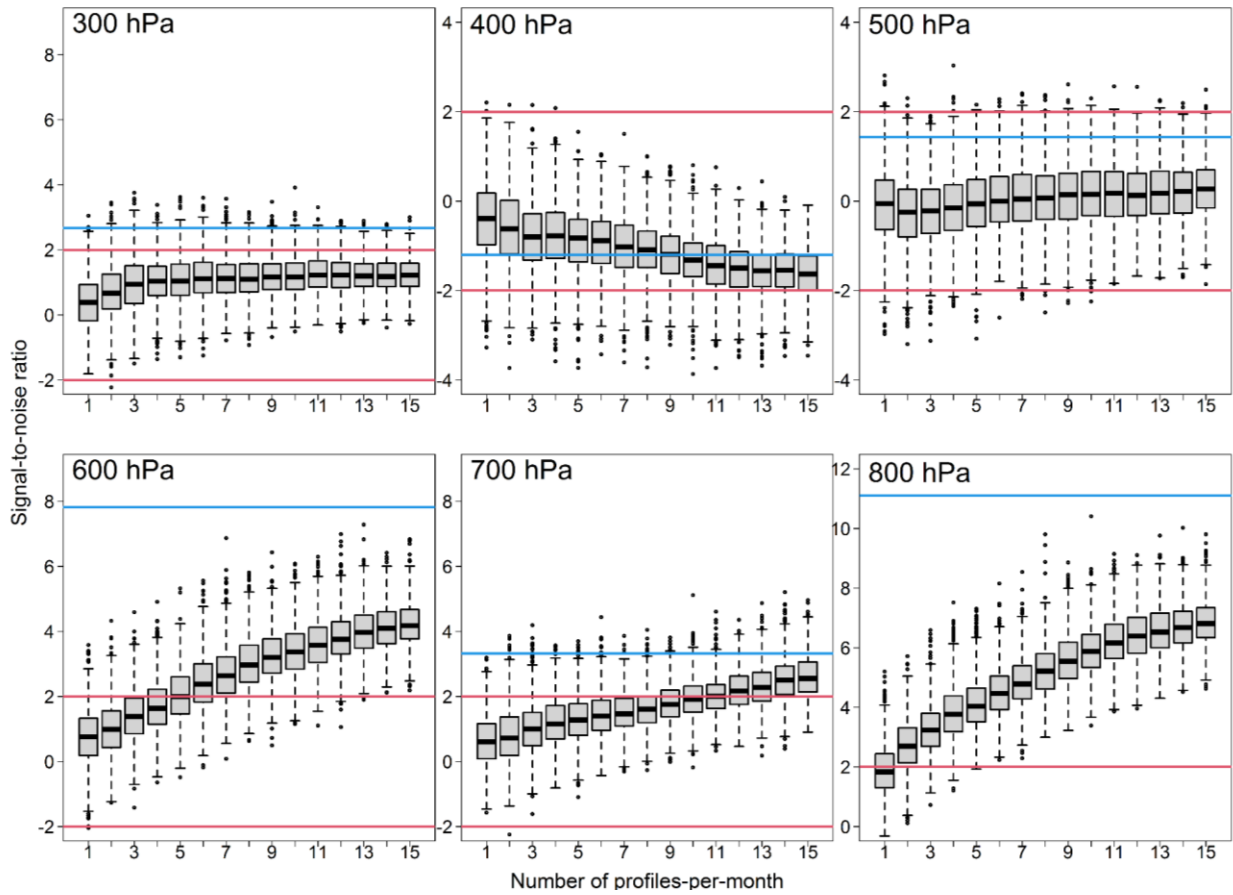 300 hPa
400 hPa
500 hPa
8
6
4
2
0
-2
4
2
0
-2
-4
4
2
0
-2
-4
1 3 5 7 9 11 13 15
1 3 5 7 9 11 13 15
1 3 5 7 9 11 13 15
Signal-to-noise ratio
600 hPa
700 hPa
800 hPa
8
6
4
2
0
-2
8
6
4
2
0
-2
12
10
8
6
4
2
0
1 3 5 7 9 11 13 15
1 3 5 7 9 11 13 15
1 3 5 7 9 11 13 15
Number of profiles-per-month